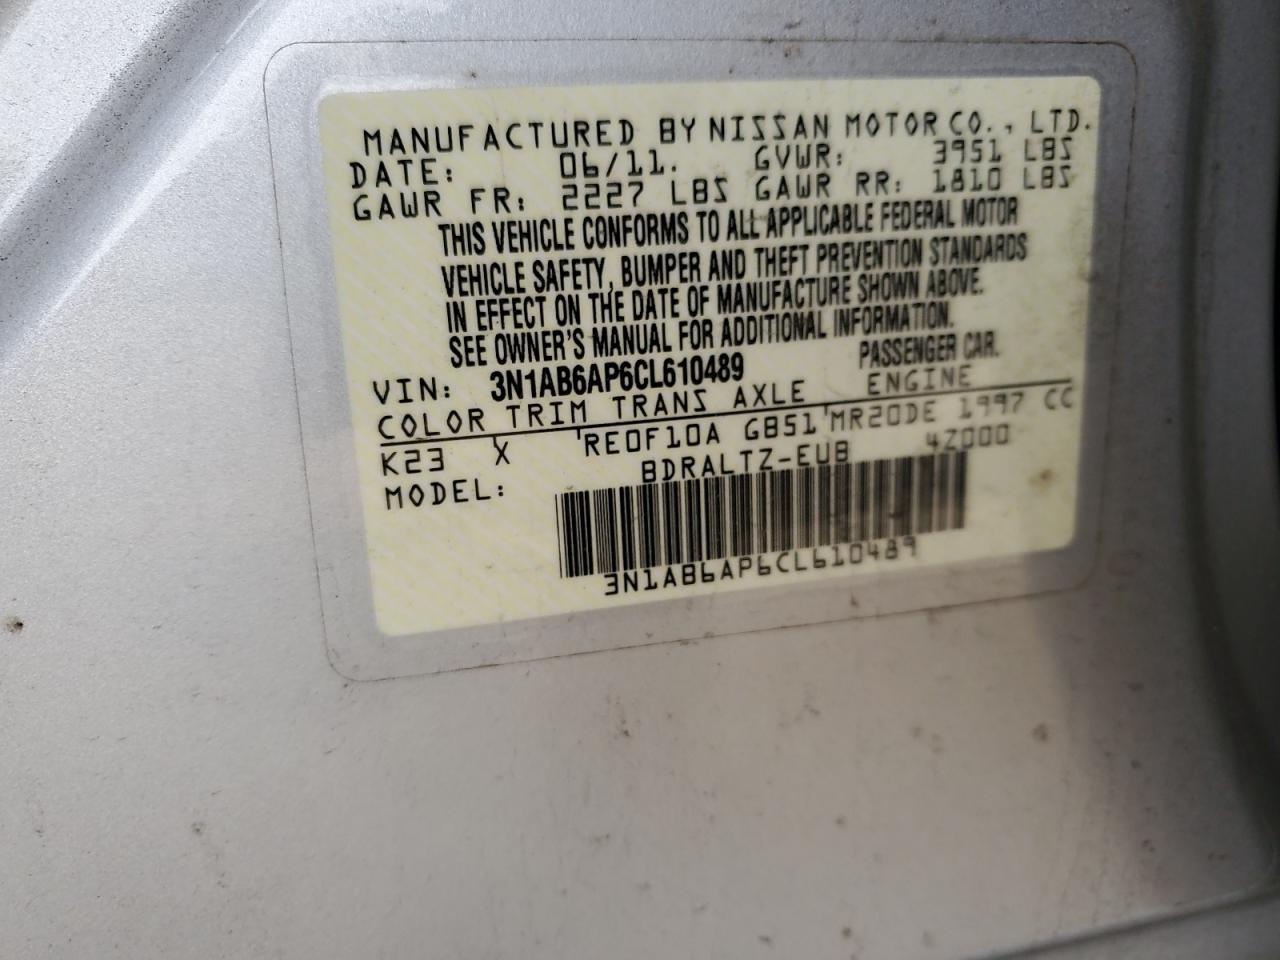 MANUFACTURED BY NISSAN MOTOR CO., LTD.
DATE: 06/11. GVWR: 3951 LBS
GAWR FR: 2227 LBS GAWR RR: 1810 LBS
THIS VEHICLE CONFORMS TO ALL APPLICABLE FEDERAL MOTOR
VEHICLE SAFETY, BUMPER AND THEFT PREVENTION STANDARDS
IN EFFECT ON THE DATE OF MANUFACTURE SHOWN ABOVE.
SEE OWNER'S MANUAL FOR ADDITIONAL INFORMATION.
VIN: 3N1AB6AP6CL610489 PASSENGER CAR.
COLOR TRIM TRANS AXLE ENGINE
K23 X RE0F10A GB51 MR20DE 1997 CC
MODEL: BDRALTZ-EUB 4Z000
3N1AB6AP6CL610489